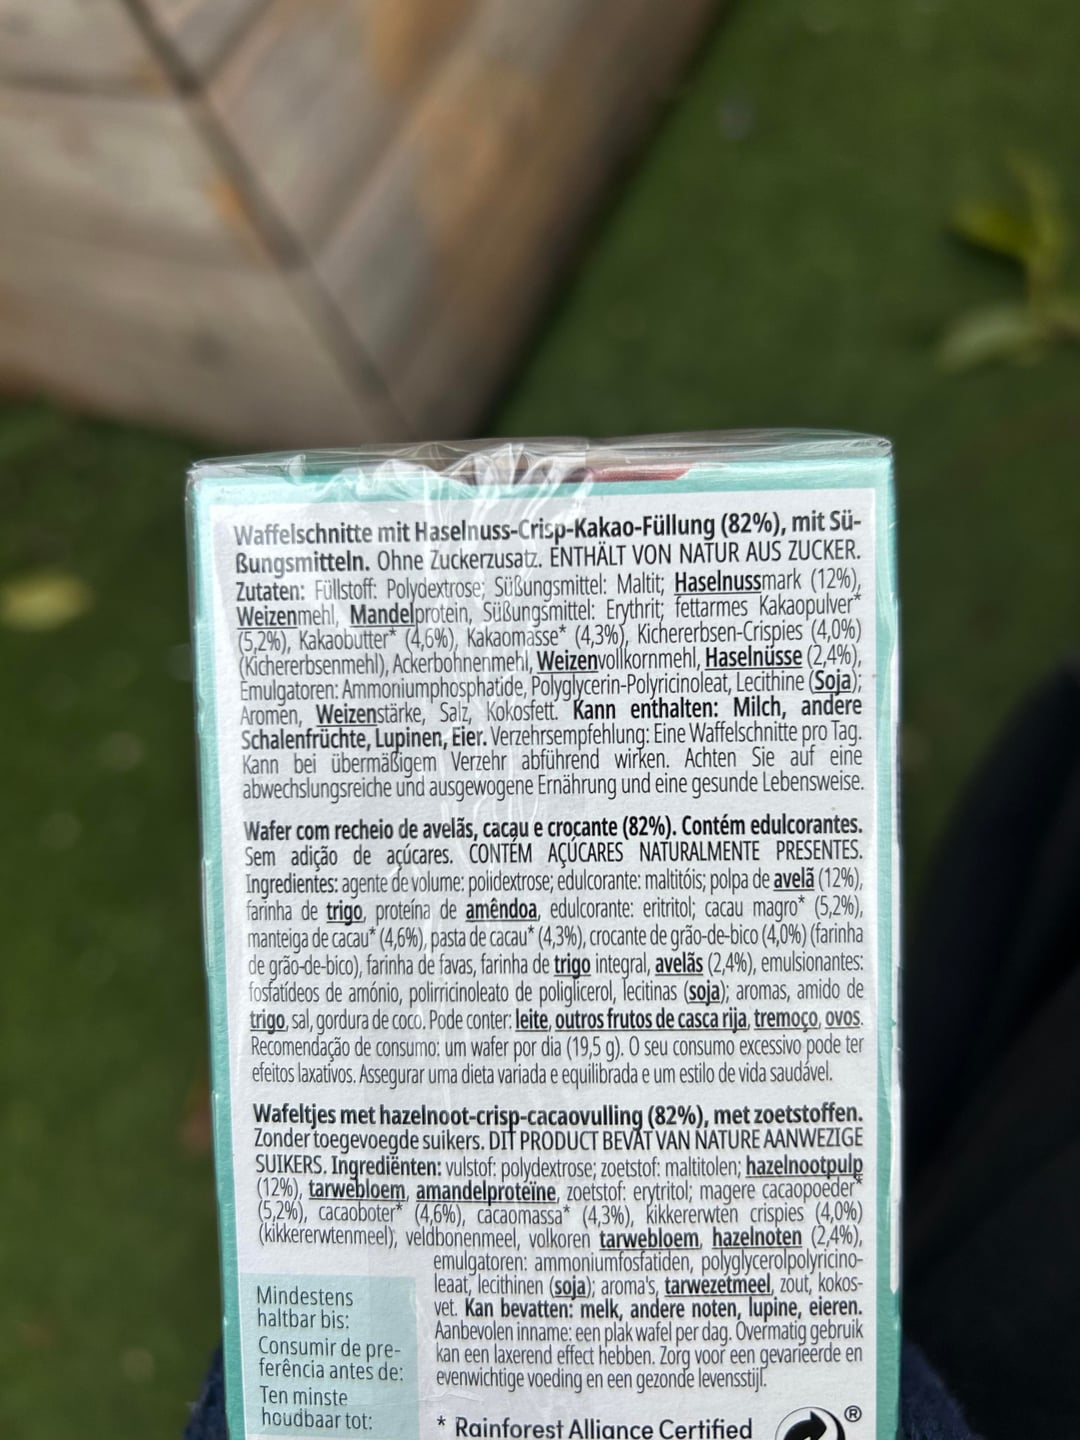 Waffelschnitte mit Haselnuss-Crisp-Kakao-Füllung (82%), mit Sü-
ßungsmitteln. Ohne Zuckerzusatz. ENTHÄLT VON NATUR AUS ZUCKER.
Zutaten: Füllstoff: Polydextrose; Süßungsmittel: Maltit; Haselnussmark (12%),
Weizenmehl, Mandelprotein, Süßungsmittel: Erythrit; fettarmes Kakaopulver*
(5,2%), Kakaobutter* (4,6%), Kakaomasse* (4,3%), Kichererbsen-Crispies (4,0%)
(Kichererbsenmehl), Ackerbohnenmehl, Weizenvollkornmehl, Haselnüsse (2,4%),
Emulgatoren: Ammoniumphosphatide, Polyglycerin-Polyricinoleat, Lecithine (Soja);
Aromen, Weizenstärke, Salz, Kokosfett. Kann enthalten: Milch, andere
Schalenfrüchte, Lupinen, Eier. Verzehrsempfehlung: Eine Waffelschnitte pro Tag.
Kann bei übermäßigem Verzehr abführend wirken. Achten Sie auf eine
abwechslungsreiche und ausgewogene Ernährung und eine gesunde Lebensweise.
Wafer com recheio de avelãs, cacau e crocante (82%). Contém edulcorantes.
Sem adição de açúcares. CONTÉM AÇÚCARES NATURALMENTE PRESENTES.
Ingredientes: agente de volume: polidextrose; edulcorante: maltitóis; polpa de avelã (12%),
farinha de trigo, proteína de amêndoa, edulcorante: eritritol; cacau magro* (5,2%),
manteiga de cacau* (4,6%), pasta de cacau* (4,3%), crocante de grão-de-bico (4,0%) (farinha
de grão-de-bico), farinha de favas, farinha de trigo integral, avelãs (2,4%), emulsionantes:
fosfatídeos de amónio, polirricinoleato de poliglicerol, lecitinas (soja); aromas, amido de
trigo, sal, gordura de coco. Pode conter: leite, outros frutos de casca rija, tremoço, ovos.
Recomendação de consumo: um wafer por dia (19,5 g). O seu consumo excessivo pode ter
efeitos laxativos. Assegurar uma dieta variada e equilibrada e um estilo de vida saudável.
Wafeltjes met hazelnoot-crisp-cacaovulling (82%), met zoetstoffen.
Zonder toegevoegde suikers. DIT PRODUCT BEVAT VAN NATURE AANWEZIGE
SUIKERS. Ingrediënten: vulstof: polydextrose; zoetstof: maltitolen; hazelnootpulp
(12%), tarwebloem, amandelproteïne, zoetstof: erytritol; magere cacaopoeder*
(5,2%), cacaoboter* (4,6%), cacaomassa* (4,3%), kikkererwten crispies (4,0%)
(kikkererwtenmeel), veldbonenmeel, volkoren tarwebloem, hazelnoten (2,4%),
emulgatoren: ammoniumfosfatiden, polyglycerolpolyricino-
leaat, lecithinen (soja); aroma's, tarwezetmeel, zout, kokos-
vet. Kan bevatten: melk, andere noten, lupine, eieren.
Aanbevolen inname: een plak wafel per dag. Overmatig gebruik
kan een laxerend effect hebben. Zorg voor een gevarieerde en
evenwichtige voeding en een gezonde levensstijl.
Mindestens
haltbar bis:
Consumir de pre-
ferência antes de:
Ten minste
houdbaar tot:
* Rainforest Alliance Certified
®